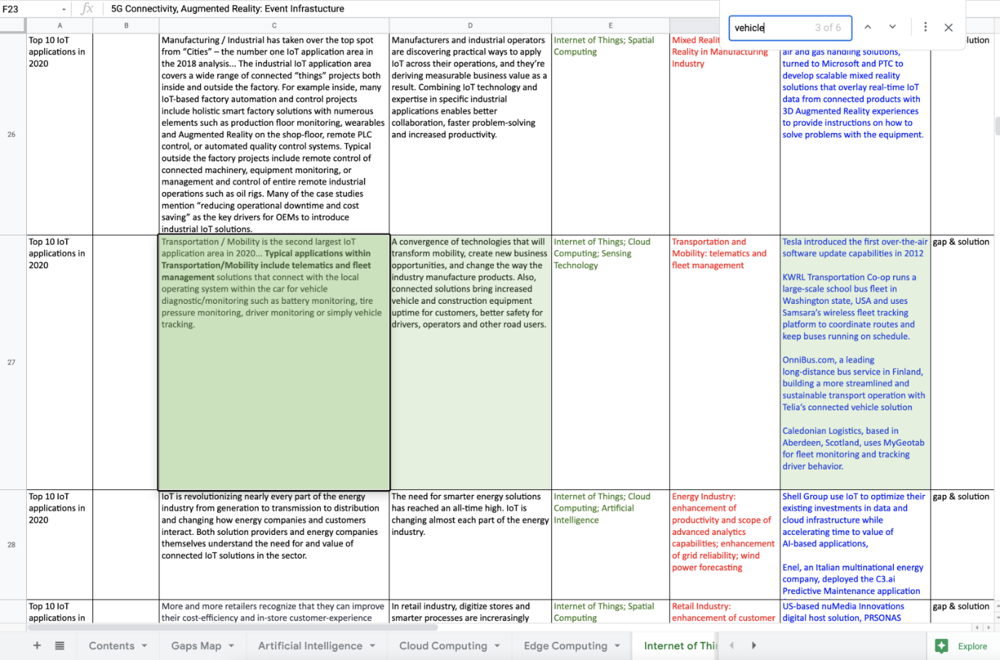 F23
fx
5G Connectivity, Augmented Reality: Event Infrastucture
vehicle
3 of 6
A
B
C
D
E
26
Top 10 IoT
applications in
2020
Manufacturing / Industrial has taken over the top spot
from “Cities” – the number one IoT application area in
the 2018 analysis... The industrial IoT application area
covers a wide range of connected “things” projects both
inside and outside the factory. For example inside, many
IoT-based factory automation and control projects
include holistic smart factory solutions with numerous
elements such as production floor monitoring, wearables
and Augmented Reality on the shop-floor, remote PLC
control, or automated quality control systems. Typical
outside the factory projects include remote control of
connected machinery, equipment monitoring, or
management and control of entire remote industrial
operations such as oil rigs. Many of the case studies
mention “reducing operational downtime and cost
saving” as the key drivers for OEMs to introduce
industrial IoT solutions.
Manufacturers and industrial operators
are discovering practical ways to apply
IoT across their operations, and they’re
deriving measurable business value as a
result. Combining IoT technology and
expertise in specific industrial
applications enables better
collaboration, faster problem-solving
and increased productivity.
Internet of Things; Spatial
Computing
Mixed Realit
Reality in Manufacturing
Industry
air and gas handling solutions,
turned to Microsoft and PTC to
develop scalable mixed reality
solutions that overlay real-time IoT
data from connected products with
3D Augmented Reality experiences
to provide instructions on how to
solve problems with the equipment.
lution
27
Top 10 IoT
applications in
2020
Transportation / Mobility is the second largest IoT
application area in 2020... Typical applications within
Transportation/Mobility include telematics and fleet
management solutions that connect with the local
operating system within the car for vehicle
diagnostic/monitoring such as battery monitoring, tire
pressure monitoring, driver monitoring or simply vehicle
tracking.
A convergence of technologies that will
transform mobility, create new business
opportunities, and change the way the
industry manufacture products. Also,
connected solutions bring increased
vehicle and construction equipment
uptime for customers, better safety for
drivers, operators and other road users.
Internet of Things; Cloud
Computing; Sensing
Technology
Transportation and
Mobility: telematics and
fleet management
Tesla introduced the first over-the-air
software update capabilities in 2012
KWRL Transportation Co-op runs a
large-scale school bus fleet in
Washington state, USA and uses
Samsara’s wireless fleet tracking
platform to coordinate routes and
keep buses running on schedule.
OnniBus.com, a leading
long-distance bus service in Finland,
building a more streamlined and
sustainable transport operation with
Telia’s connected vehicle solution
Caledonian Logistics, based in
Aberdeen, Scotland, uses MyGeotab
for fleet monitoring and tracking
driver behavior.
gap & solution
28
Top 10 IoT
applications in
2020
IoT is revolutionizing nearly every part of the energy
industry from generation to transmission to distribution
and changing how energy companies and customers
interact. Both solution providers and energy companies
themselves understand the need for and value of
connected IoT solutions in the sector.
The need for smarter energy solutions
has reached an all-time high. IoT is
changing almost each part of the energy
industry.
Internet of Things; Cloud
Computing; Artificial
Intelligence
Energy Industry:
enhancement of
productivity and scope of
advanced analytics
capabilities; enhancement
of grid reliability; wind
power forecasting
Shell Group use IoT to optimize their
existing investments in data and
cloud infrastructure while
accelerating time to value of
AI-based applications,
Enel, an Italian multinational energy
company, deployed the C3.ai
Predictive Maintenance application
gap & solution
Top 10 IoT
applications in
More and more retailers recognize that they can improve
their cost-efficiency and in-store customer-experience
In retail industry, digitize stores and
smarter processes are increrasingly
Internet of Things; Spatial
Computing
Retail Industry:
enhancement of customer
US-based nuMedia Innovations
digital host solution, PRSONAS
gap & solution
Contents
Gaps Map
Artificial Intelligence
Cloud Computing
Edge Computing
Internet of Thi
Explore